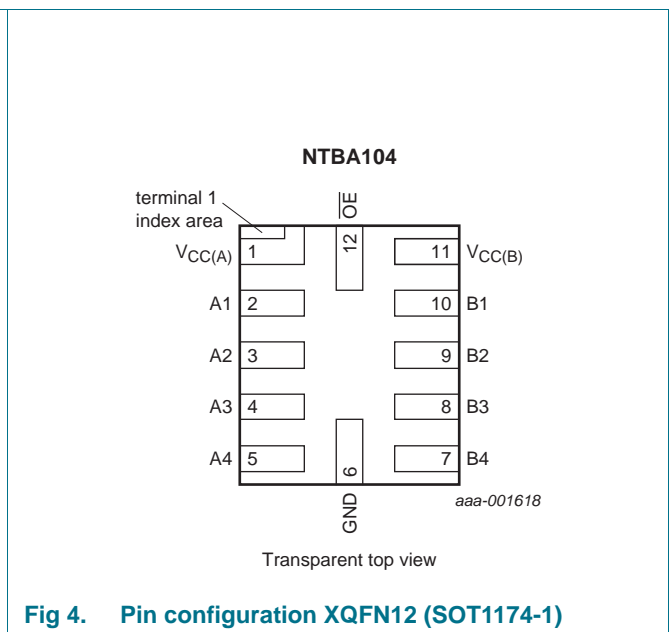 NTBA104
terminal 1
index area
OE
12
VCC(A) 1
11 VCC(B)
A1 2
10 B1
A2 3
9 B2
A3 4
8 B3
A4 5
7 B4
6
GND
aaa-001618
Transparent top view
Fig 4. Pin configuration XQFN12 (SOT1174-1)